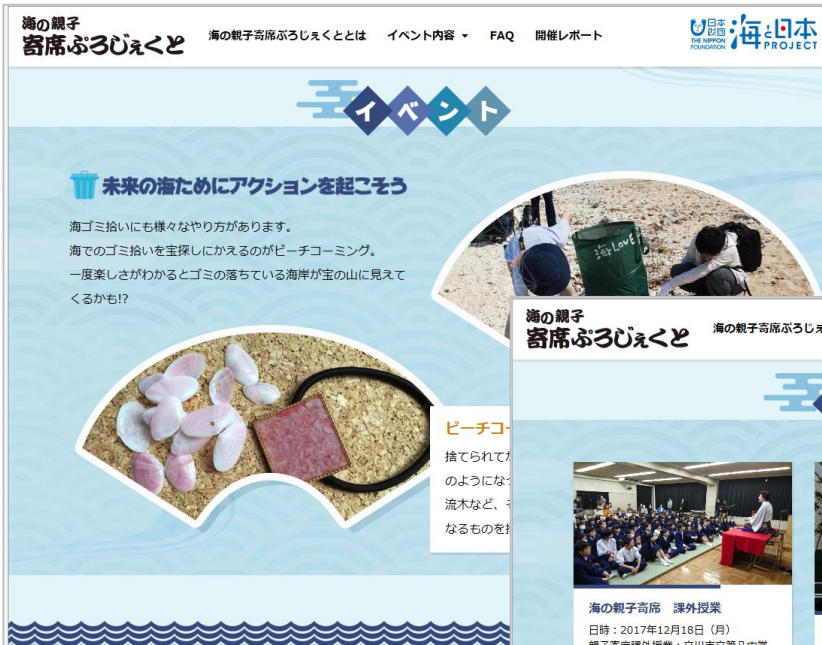 海の親子
寄席ぷろじぇくと
海の親子寄席ぷろじぇくととは
イベント内容
FAQ
開催レポート
日本
財団
THE NIPPON
FOUNDATION
海と日本
PROJECT
イベント
未来の海ためにアクションを起こそう
海ゴミ拾いにも様々なやり方があります。
海でのゴミ拾いを宝探しにかえるのがビーチコーミング。
一度楽しさがわかるとゴミの落ちている海岸が宝の山に見えて
くるかも!?
ビーチコー
捨てられてか
のようになっ
流木など、そ
なるものを拾
海の親子
寄席ぷろじぇくと
海の親子寄席ぷろじぇ
海の親子寄席 課外授業
日時：2017年12月18日（月）